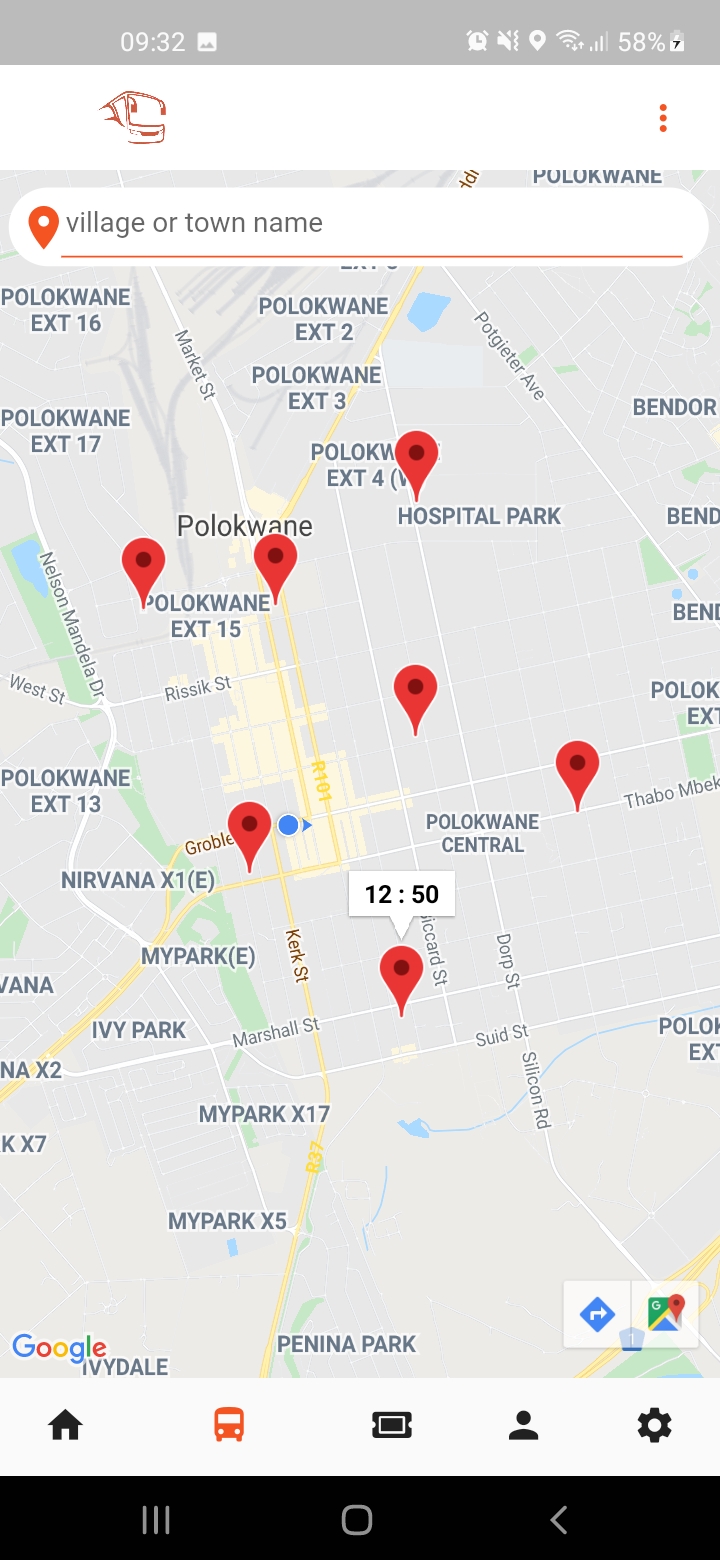 09:32
58%
POLOKWANE
village or town name
POLOKWANE
EXT 16
POLOKWANE
EXT 2
Market St
Potgieter Ave
POLOKWANE
EXT 3
BENDOR
POLOKWANE
EXT 17
EXT 4
HOSPITAL PARK
BEND
Polokwane
Nelson Mandela Dr
POLOKWANE
EXT 15
BEND
West St
Rissik St
POLOK
EXT
R101
POLOKWANE
EXT 13
Thabo Mbek
Groble
POLOKWANE
CENTRAL
NIRVANA X1(E)
12 : 50
iccard St
Kerk St
Dorp St
MYPARK(E)
VANA
IVY PARK
Marshall St
Suid St
POLOK
EXT
NA X2
Silicon Rd
MYPARK X17
K X7
R37
MYPARK X5
G
1
PENINA PARK
Google
IVYDALE